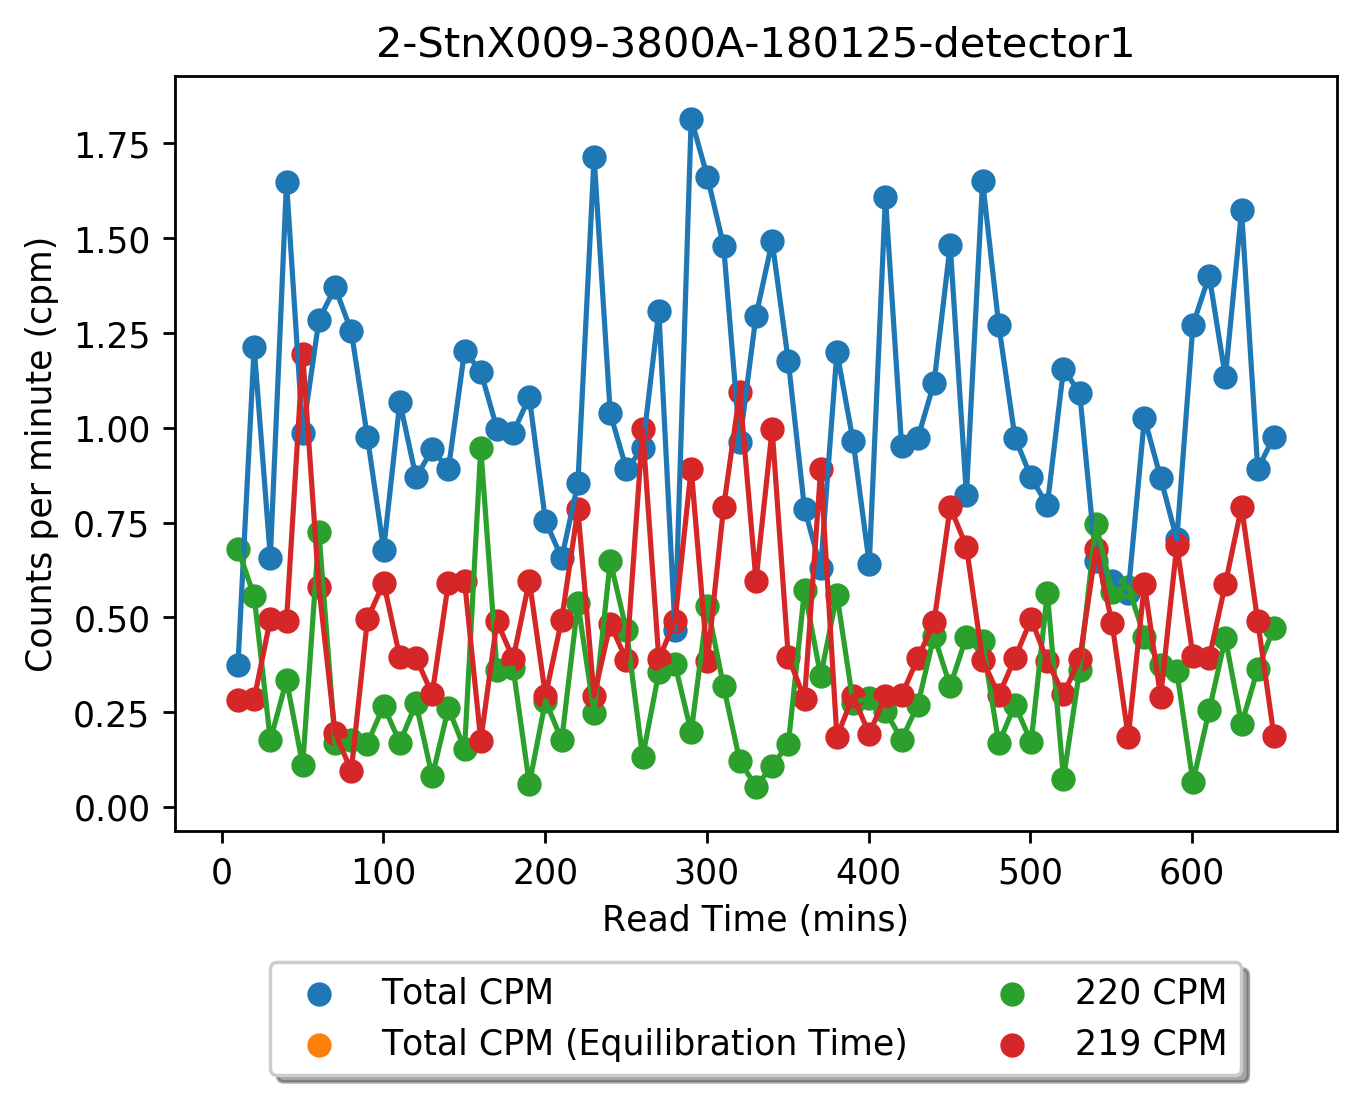 2-StnX009-3800A-180125-detector1
Counts per minute (cpm)
1.75
1.50
1.25
1.00
0.75
0.50
0.25
0.00
0 100 200 300 400 500 600
Read Time (mins)
Total CPM
Total CPM (Equilibration Time)
220 CPM
219 CPM